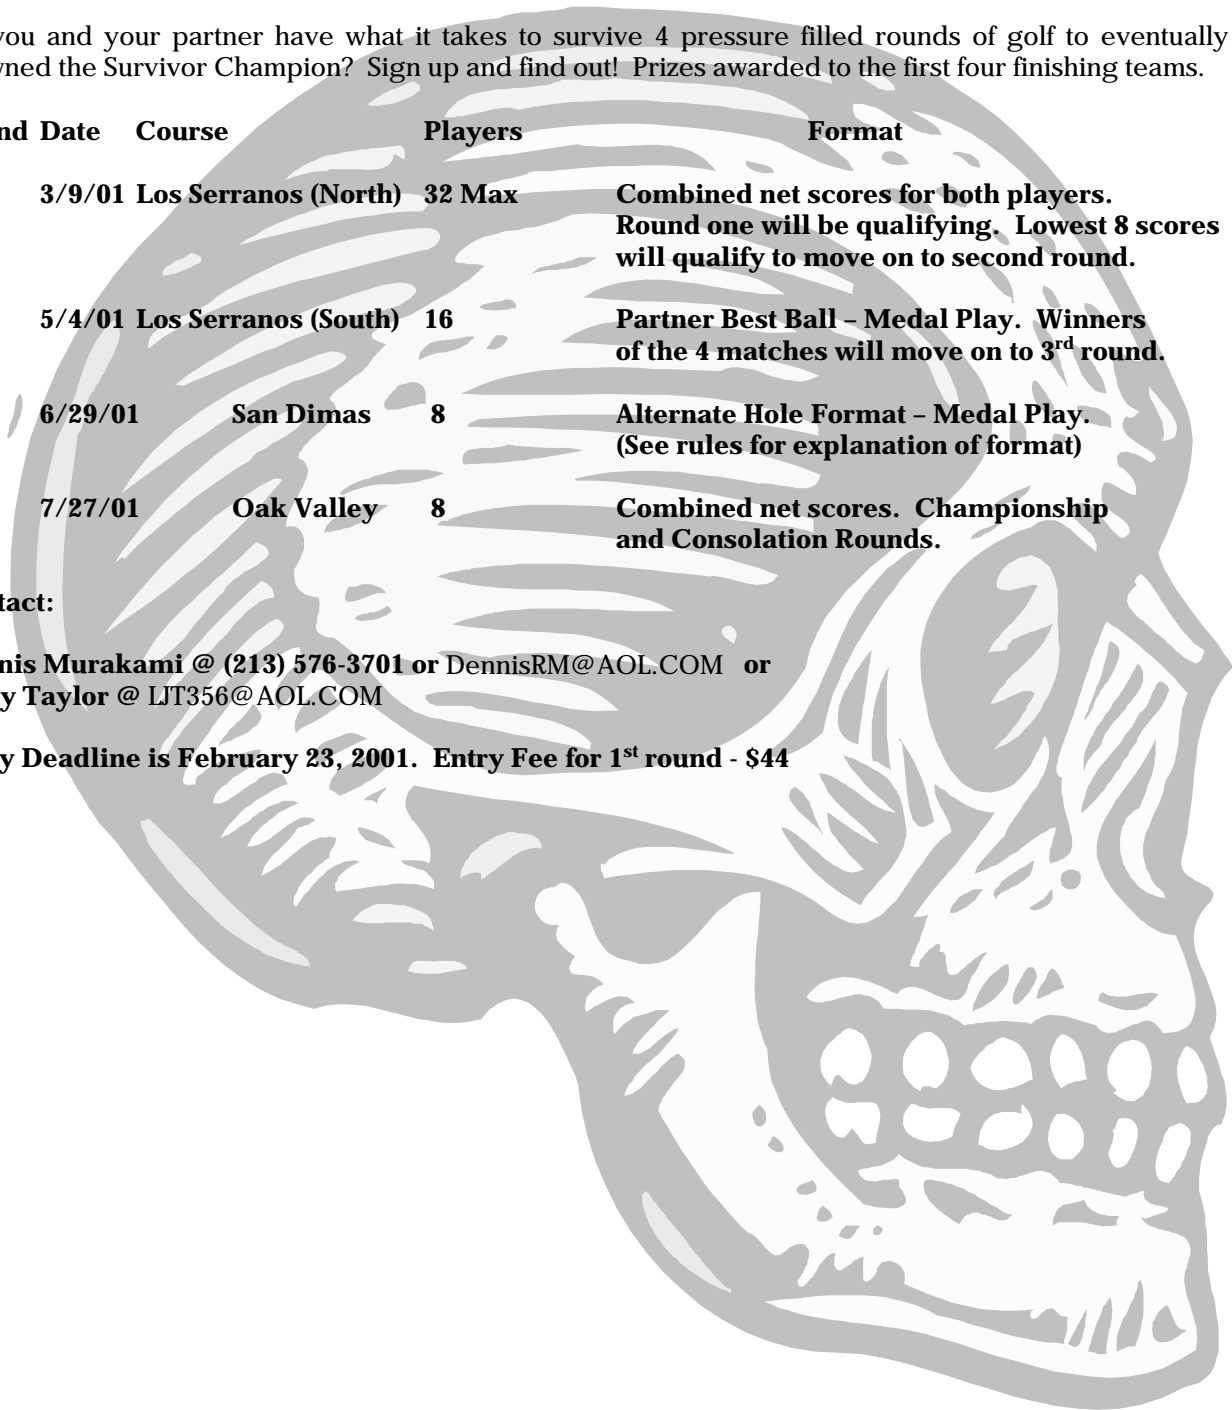 you and your partner have what it takes to survive 4 pressure filled rounds of golf to eventually
wned the Survivor Champion? Sign up and find out! Prizes awarded to the first four finishing teams.
nd Date Course Players Format
3/9/01 Los Serranos (North) 32 Max Combined net scores for both players.
Round one will be qualifying. Lowest 8 scores
will qualify to move on to second round.
5/4/01 Los Serranos (South) 16 Partner Best Ball – Medal Play. Winners
of the 4 matches will move on to 3rd round.
6/29/01 San Dimas 8 Alternate Hole Format – Medal Play.
(See rules for explanation of format)
7/27/01 Oak Valley 8 Combined net scores. Championship
and Consolation Rounds.
tact:
nis Murakami @ (213) 576-3701 or DennisRM@AOL.COM or
y Taylor @ LJT356@AOL.COM
y Deadline is February 23, 2001. Entry Fee for 1st round - $44